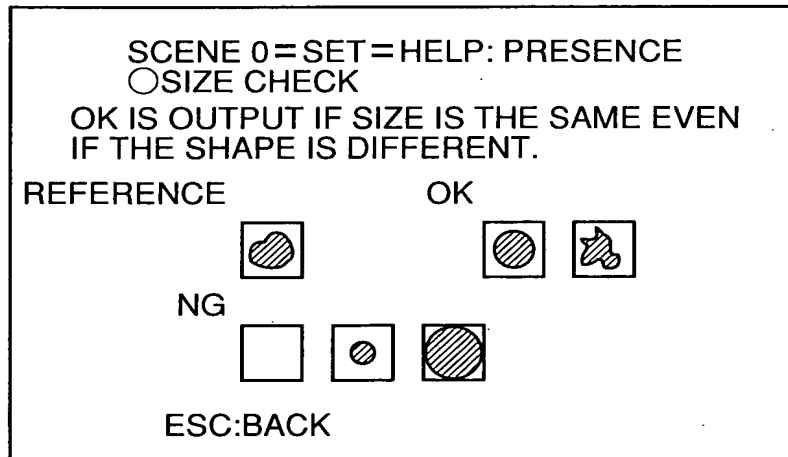 SCENE 0=SET=HELP: PRESENCE
○SIZE CHECK
OK IS OUTPUT IF SIZE IS THE SAME EVEN
IF THE SHAPE IS DIFFERENT.
REFERENCE OK
NG
ESC:BACK